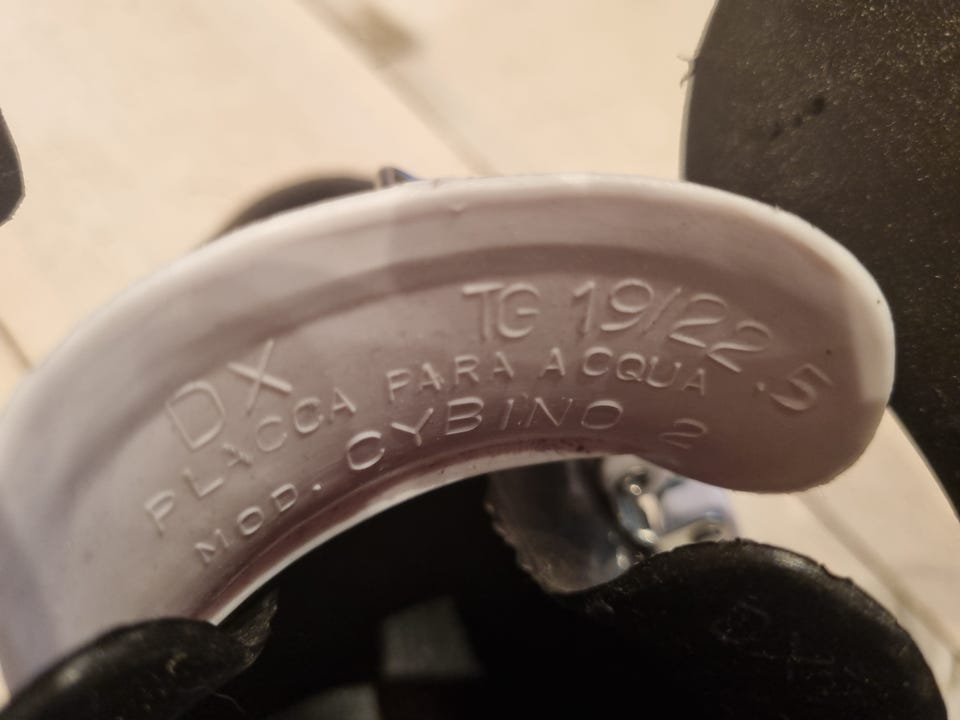 DX TG 19/22.5
PLACCA PARA ACQUA
MOD. CYBINO 2